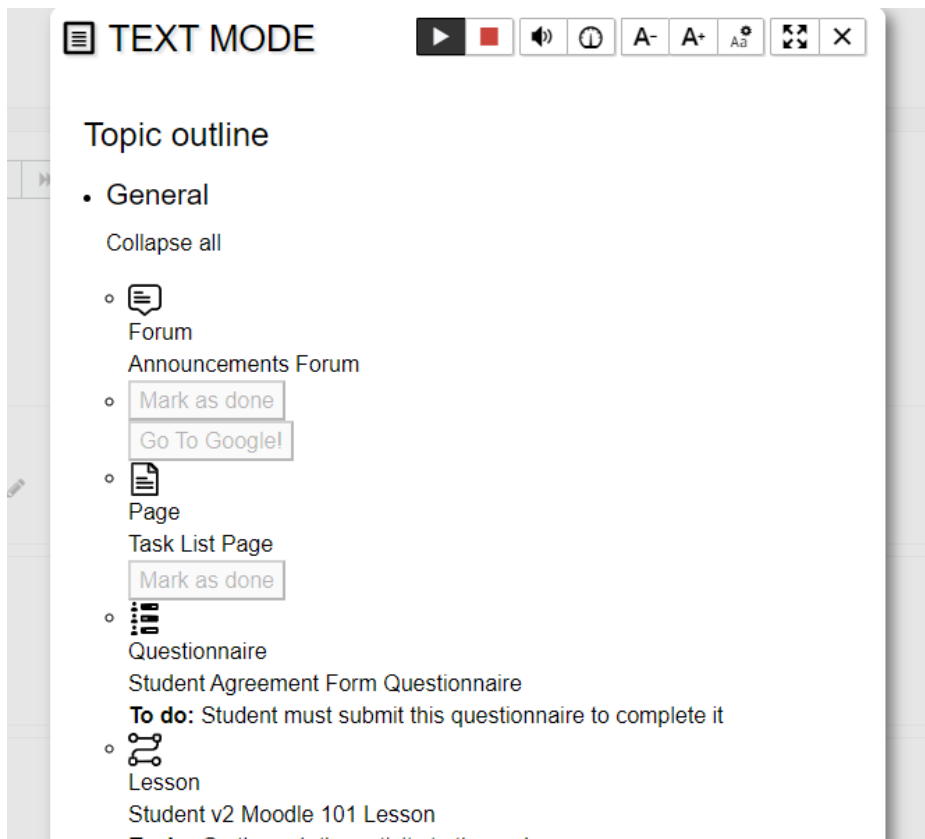 TEXT MODE
A- A+ Aa
Topic outline
General
Collapse all
Forum
Announcements Forum
Mark as done
Go To Google!
Page
Task List Page
Mark as done
Questionnaire
Student Agreement Form Questionnaire
To do: Student must submit this questionnaire to complete it
Lesson
Student v2 Moodle 101 Lesson